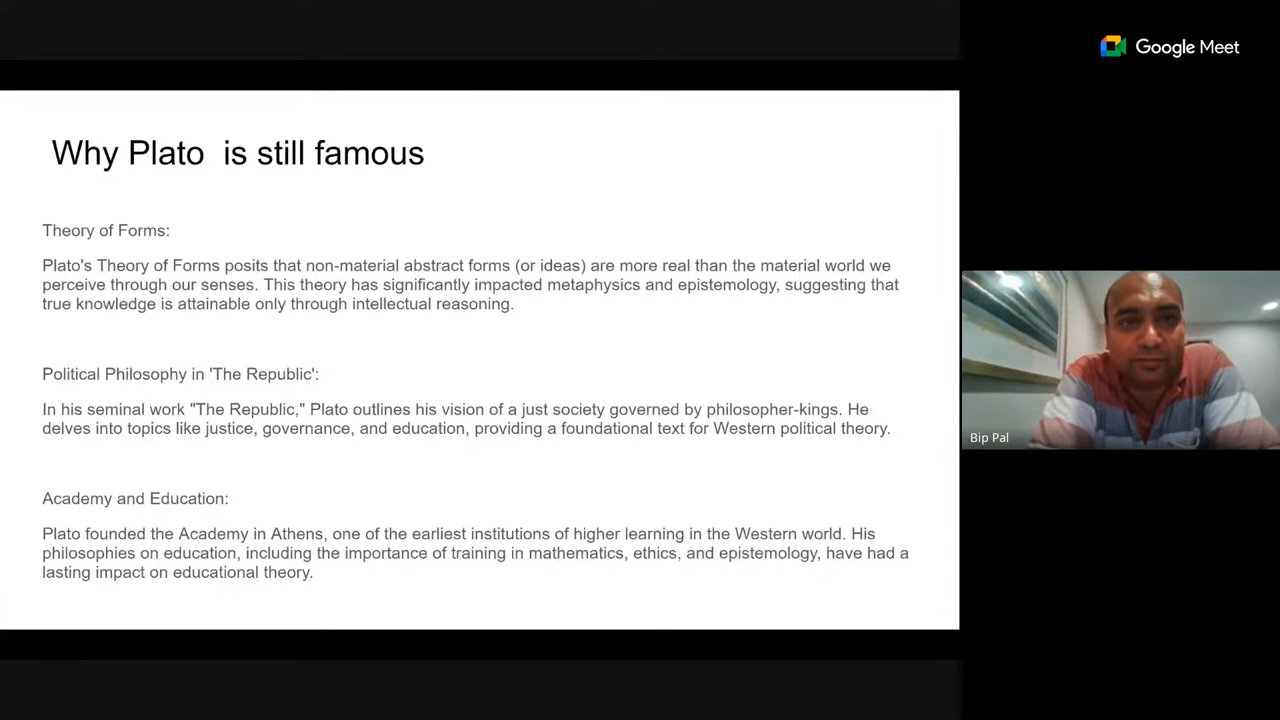 Google Meet
Why Plato  is still famous
Theory of Forms:
Plato's Theory of Forms posits that non-material abstract forms (or ideas) are more real than the material world we
perceive through our senses. This theory has significantly impacted metaphysics and epistemology, suggesting that
true knowledge is attainable only through intellectual reasoning.
Political Philosophy in 'The Republic':
In his seminal work "The Republic," Plato outlines his vision of a just society governed by philosopher-kings. He
delves into topics like justice, governance, and education, providing a foundational text for Western political theory.
Academy and Education:
Plato founded the Academy in Athens, one of the earliest institutions of higher learning in the Western world. His
philosophies on education, including the importance of training in mathematics, ethics, and epistemology, have had a
lasting impact on educational theory.
Bip Pal